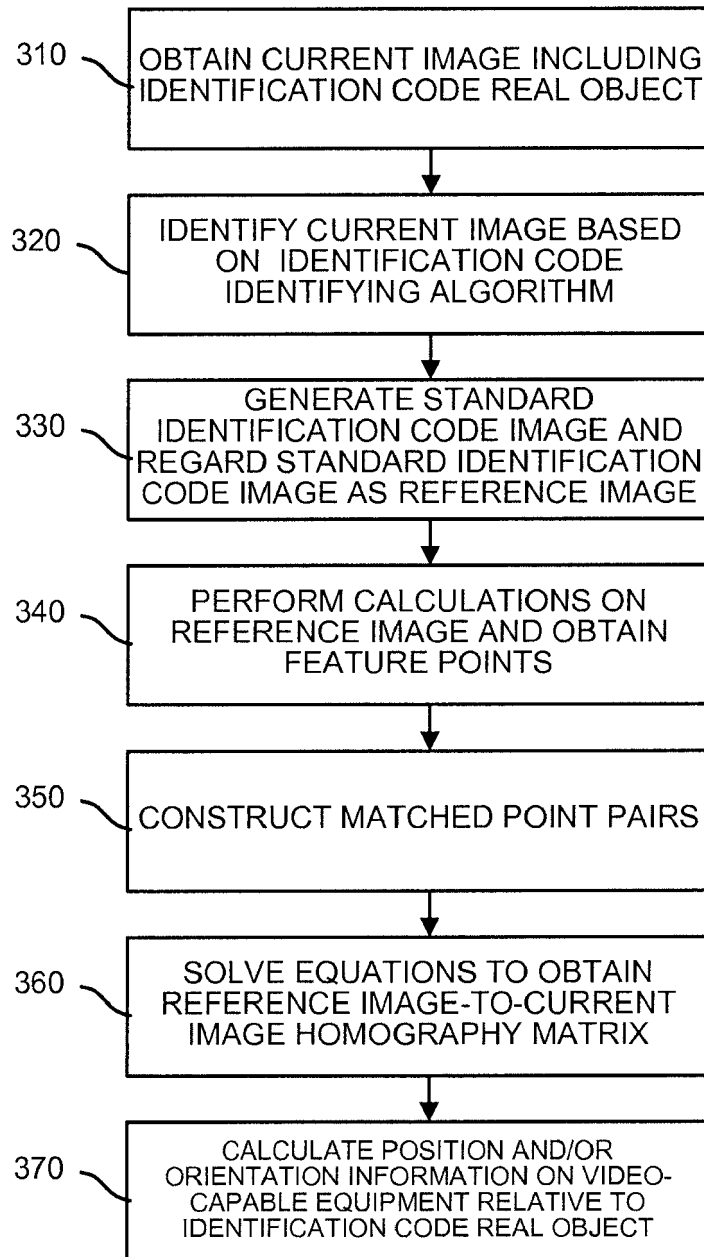 310
OBTAIN CURRENT IMAGE INCLUDING
IDENTIFICATION CODE REAL OBJECT
320
IDENTIFY CURRENT IMAGE BASED
ON IDENTIFICATION CODE
IDENTIFYING ALGORITHM
330
GENERATE STANDARD
IDENTIFICATION CODE IMAGE AND
REGARD STANDARD IDENTIFICATION
CODE IMAGE AS REFERENCE IMAGE
340
PERFORM CALCULATIONS ON
REFERENCE IMAGE AND OBTAIN
FEATURE POINTS
350
CONSTRUCT MATCHED POINT PAIRS
360
SOLVE EQUATIONS TO OBTAIN
REFERENCE IMAGE-TO-CURRENT
IMAGE HOMOGRAPHY MATRIX
370
CALCULATE POSITION AND/OR
ORIENTATION INFORMATION ON VIDEO-
CAPABLE EQUIPMENT RELATIVE TO
IDENTIFICATION CODE REAL OBJECT